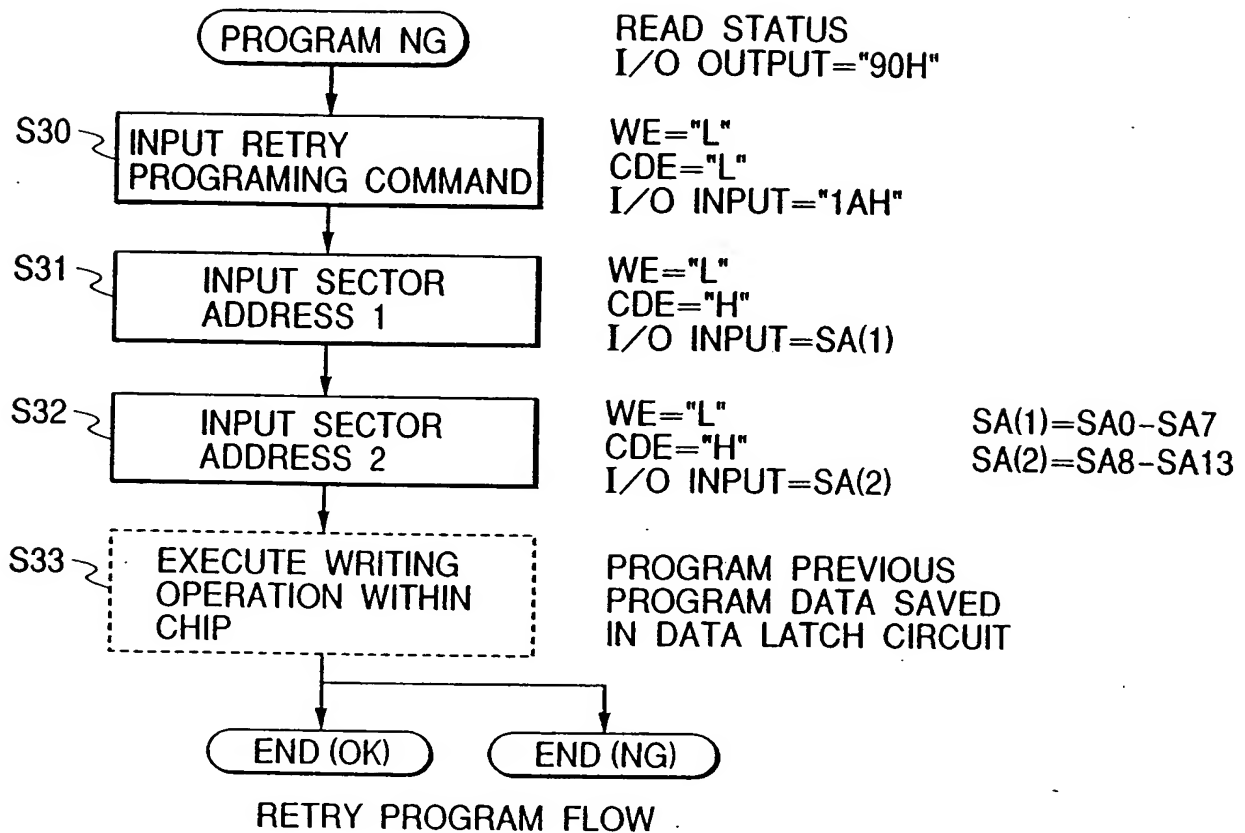 PROGRAM NG
READ STATUS
I/O OUTPUT="90H"
S30
INPUT RETRY
PROGRAMING COMMAND
WE="L"
CDE="L"
I/O INPUT="1AH"
S31
INPUT SECTOR
ADDRESS 1
WE="L"
CDE="H"
I/O INPUT=SA(1)
S32
INPUT SECTOR
ADDRESS 2
WE="L"
CDE="H"
I/O INPUT=SA(2)
SA(1)=SA0-SA7
SA(2)=SA8-SA13
S33
EXECUTE WRITING
OPERATION WITHIN
CHIP
PROGRAM PREVIOUS
PROGRAM DATA SAVED
IN DATA LATCH CIRCUIT
END (OK)
END (NG)
RETRY PROGRAM FLOW